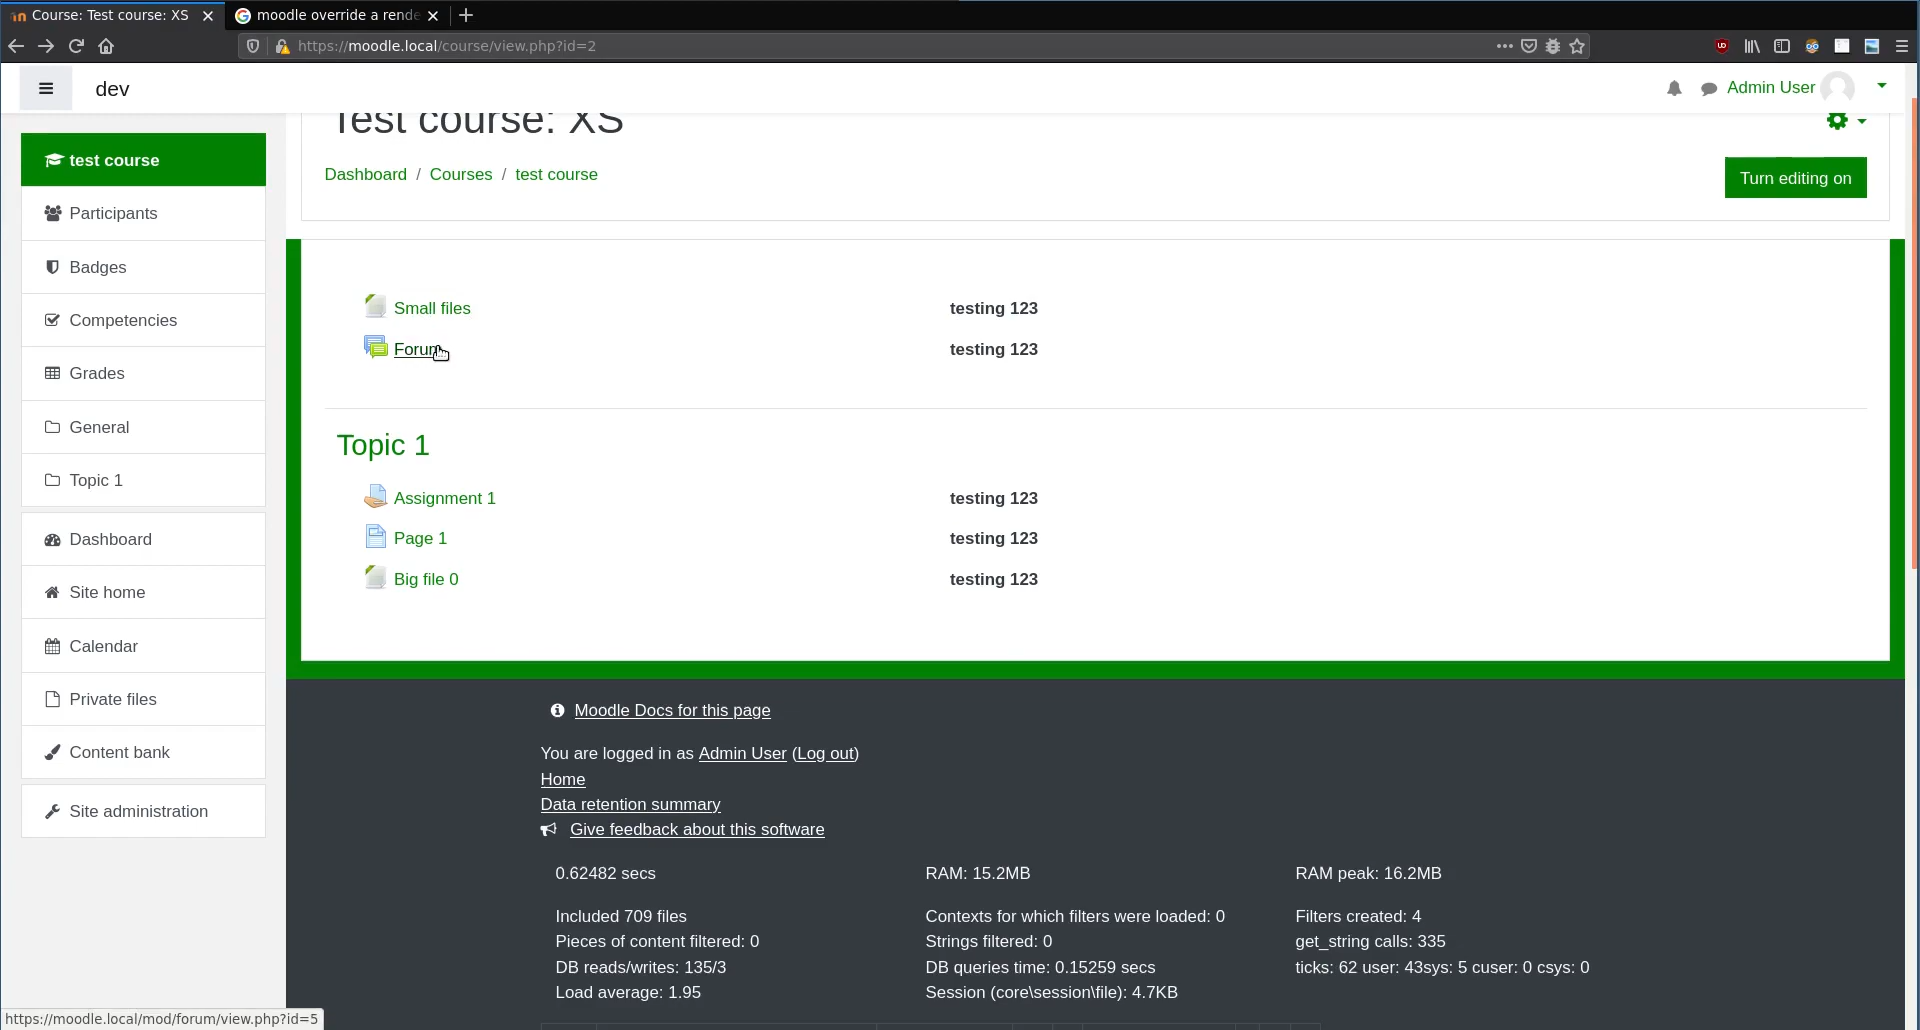 Course: Test course: XS
moodle override a rende
https://moodle.local/course/view.php?id=2
dev
Admin User
Test course: XS
test course
Dashboard / Courses / test course
Turn editing on
Participants
Badges
Competencies
Grades
General
Topic 1
Dashboard
Site home
Calendar
Private files
Content bank
Site administration
Small files testing 123
Forum testing 123
Topic 1
Assignment 1 testing 123
Page 1 testing 123
Big file 0 testing 123
Moodle Docs for this page
You are logged in as Admin User (Log out)
Home
Data retention summary
Give feedback about this software
0.62482 secs RAM: 15.2MB RAM peak: 16.2MB
Included 709 files Contexts for which filters were loaded: 0 Filters created: 4
Pieces of content filtered: 0 Strings filtered: 0 get_string calls: 335
DB reads/writes: 135/3 DB queries time: 0.15259 secs ticks: 62 user: 43sys: 5 cuser: 0 csys: 0
Load average: 1.95 Session (core\session\file): 4.7KB
https://moodle.local/mod/forum/view.php?id=5